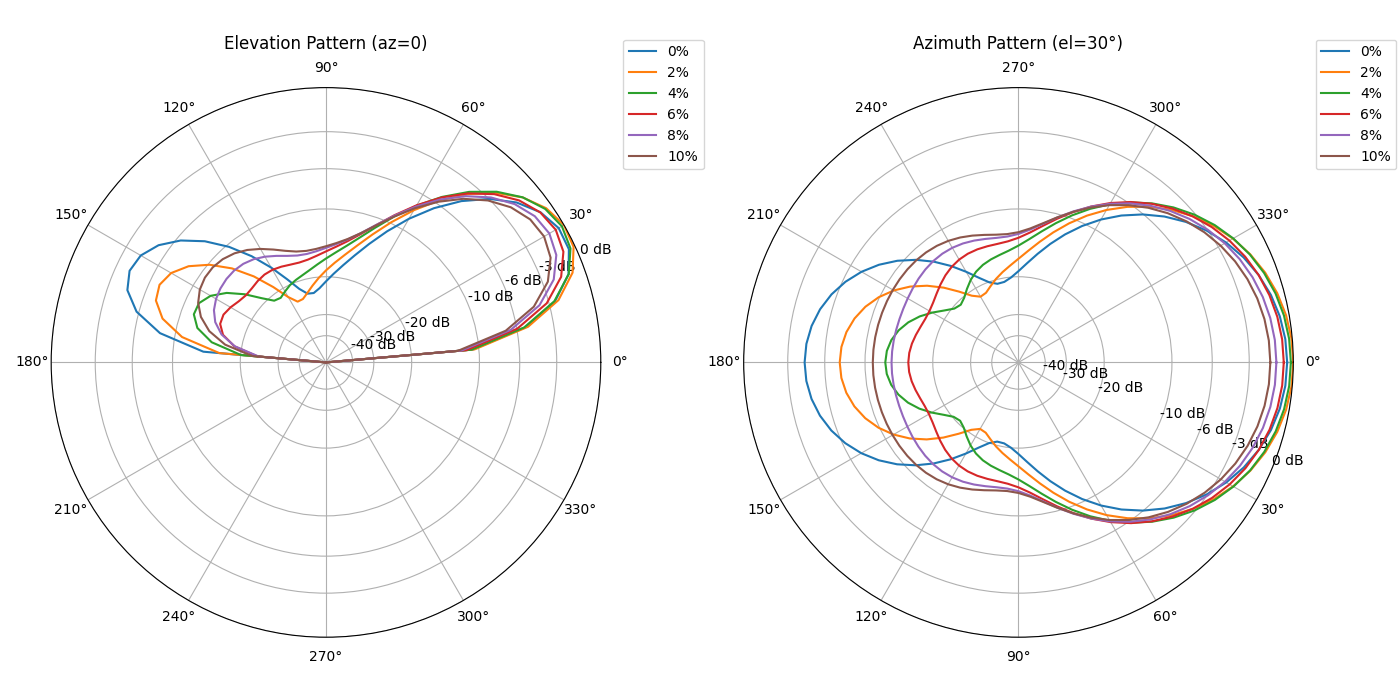 Elevation Pattern (az=0)
90°
120°
60°
150°
30°
180°
0°
210°
330°
240°
300°
270°
0 dB
-3 dB
-6 dB
-10 dB
-20 dB
-30 dB
-40 dB
0%
2%
4%
6%
8%
10%
Azimuth Pattern (el=30°)
270°
240°
300°
210°
330°
180°
0°
150°
30°
120°
60°
90°
-40 dB
-30 dB
-20 dB
-10 dB
-6 dB
-3 dB
0 dB
0%
2%
4%
6%
8%
10%